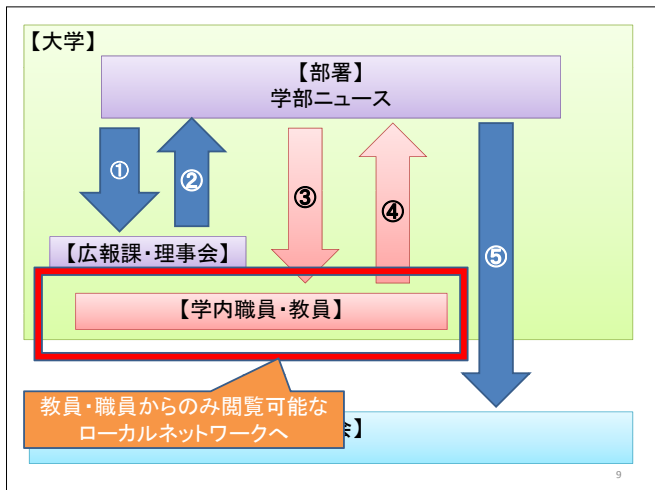 【大学】
【部署】
学部ニュース
①
②
③
④
⑤
【広報課・理事会】
【学内職員・教員】
教員・職員からのみ閲覧可能な
ローカルネットワークへ
】
9